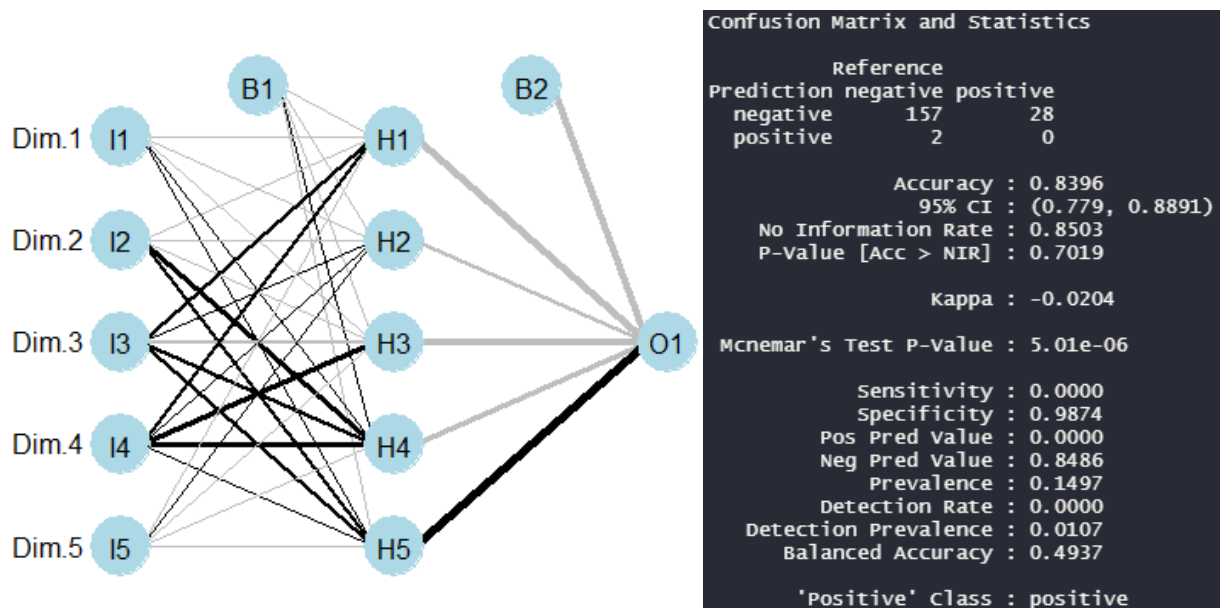 B1 B2
Dim.1 I1 H1
Dim.2 I2 H2
Dim.3 I3 H3 O1
Dim.4 I4 H4
Dim.5 I5 H5
Confusion Matrix and Statistics
Reference
Prediction negative positive
negative 157 28
positive 2 0
Accuracy : 0.8396
95% CI : (0.779, 0.8891)
No Information Rate : 0.8503
P-Value [Acc > NIR] : 0.7019
Kappa : -0.0204
Mcnemar's Test P-Value : 5.01e-06
Sensitivity : 0.0000
Specificity : 0.9874
Pos Pred Value : 0.0000
Neg Pred Value : 0.8486
Prevalence : 0.1497
Detection Rate : 0.0000
Detection Prevalence : 0.0107
Balanced Accuracy : 0.4937
'Positive' Class : positive